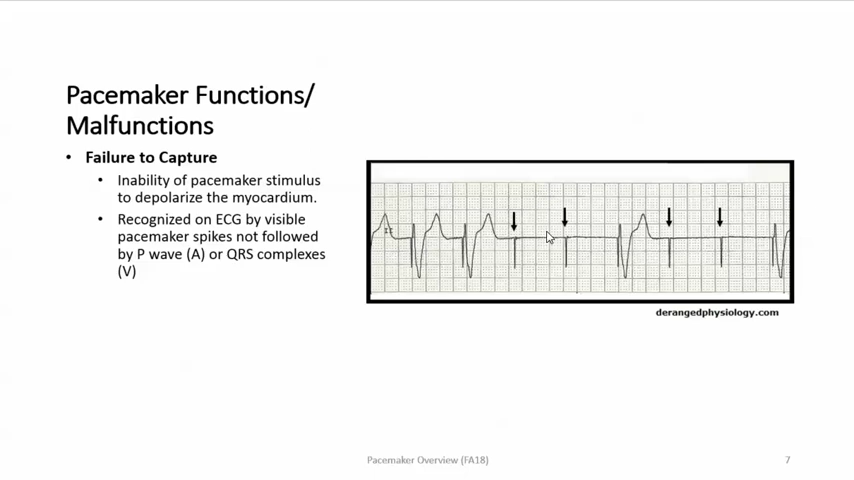 Pacemaker Functions/
Malfunctions
• Failure to Capture
• Inability of pacemaker stimulus
to depolarize the myocardium.
• Recognized on ECG by visible
pacemaker spikes not followed
by P wave (A) or QRS complexes
(V)
II
derangedphysiology.com
Pacemaker Overview (FA18)
7